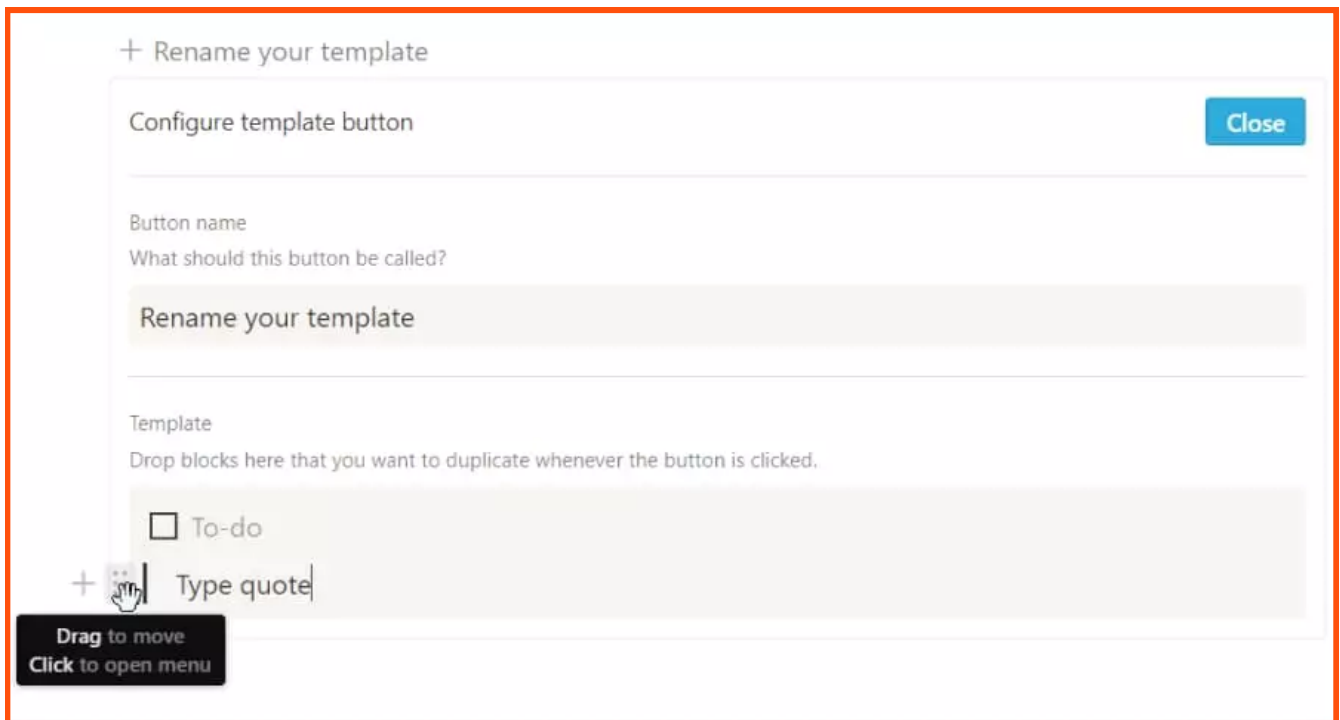 + Rename your template
Configure template button
Close
Button name
What should this button be called?
Rename your template
Template
Drop blocks here that you want to duplicate whenever the button is clicked.
To-do
Type quote
Drag to move
Click to open menu